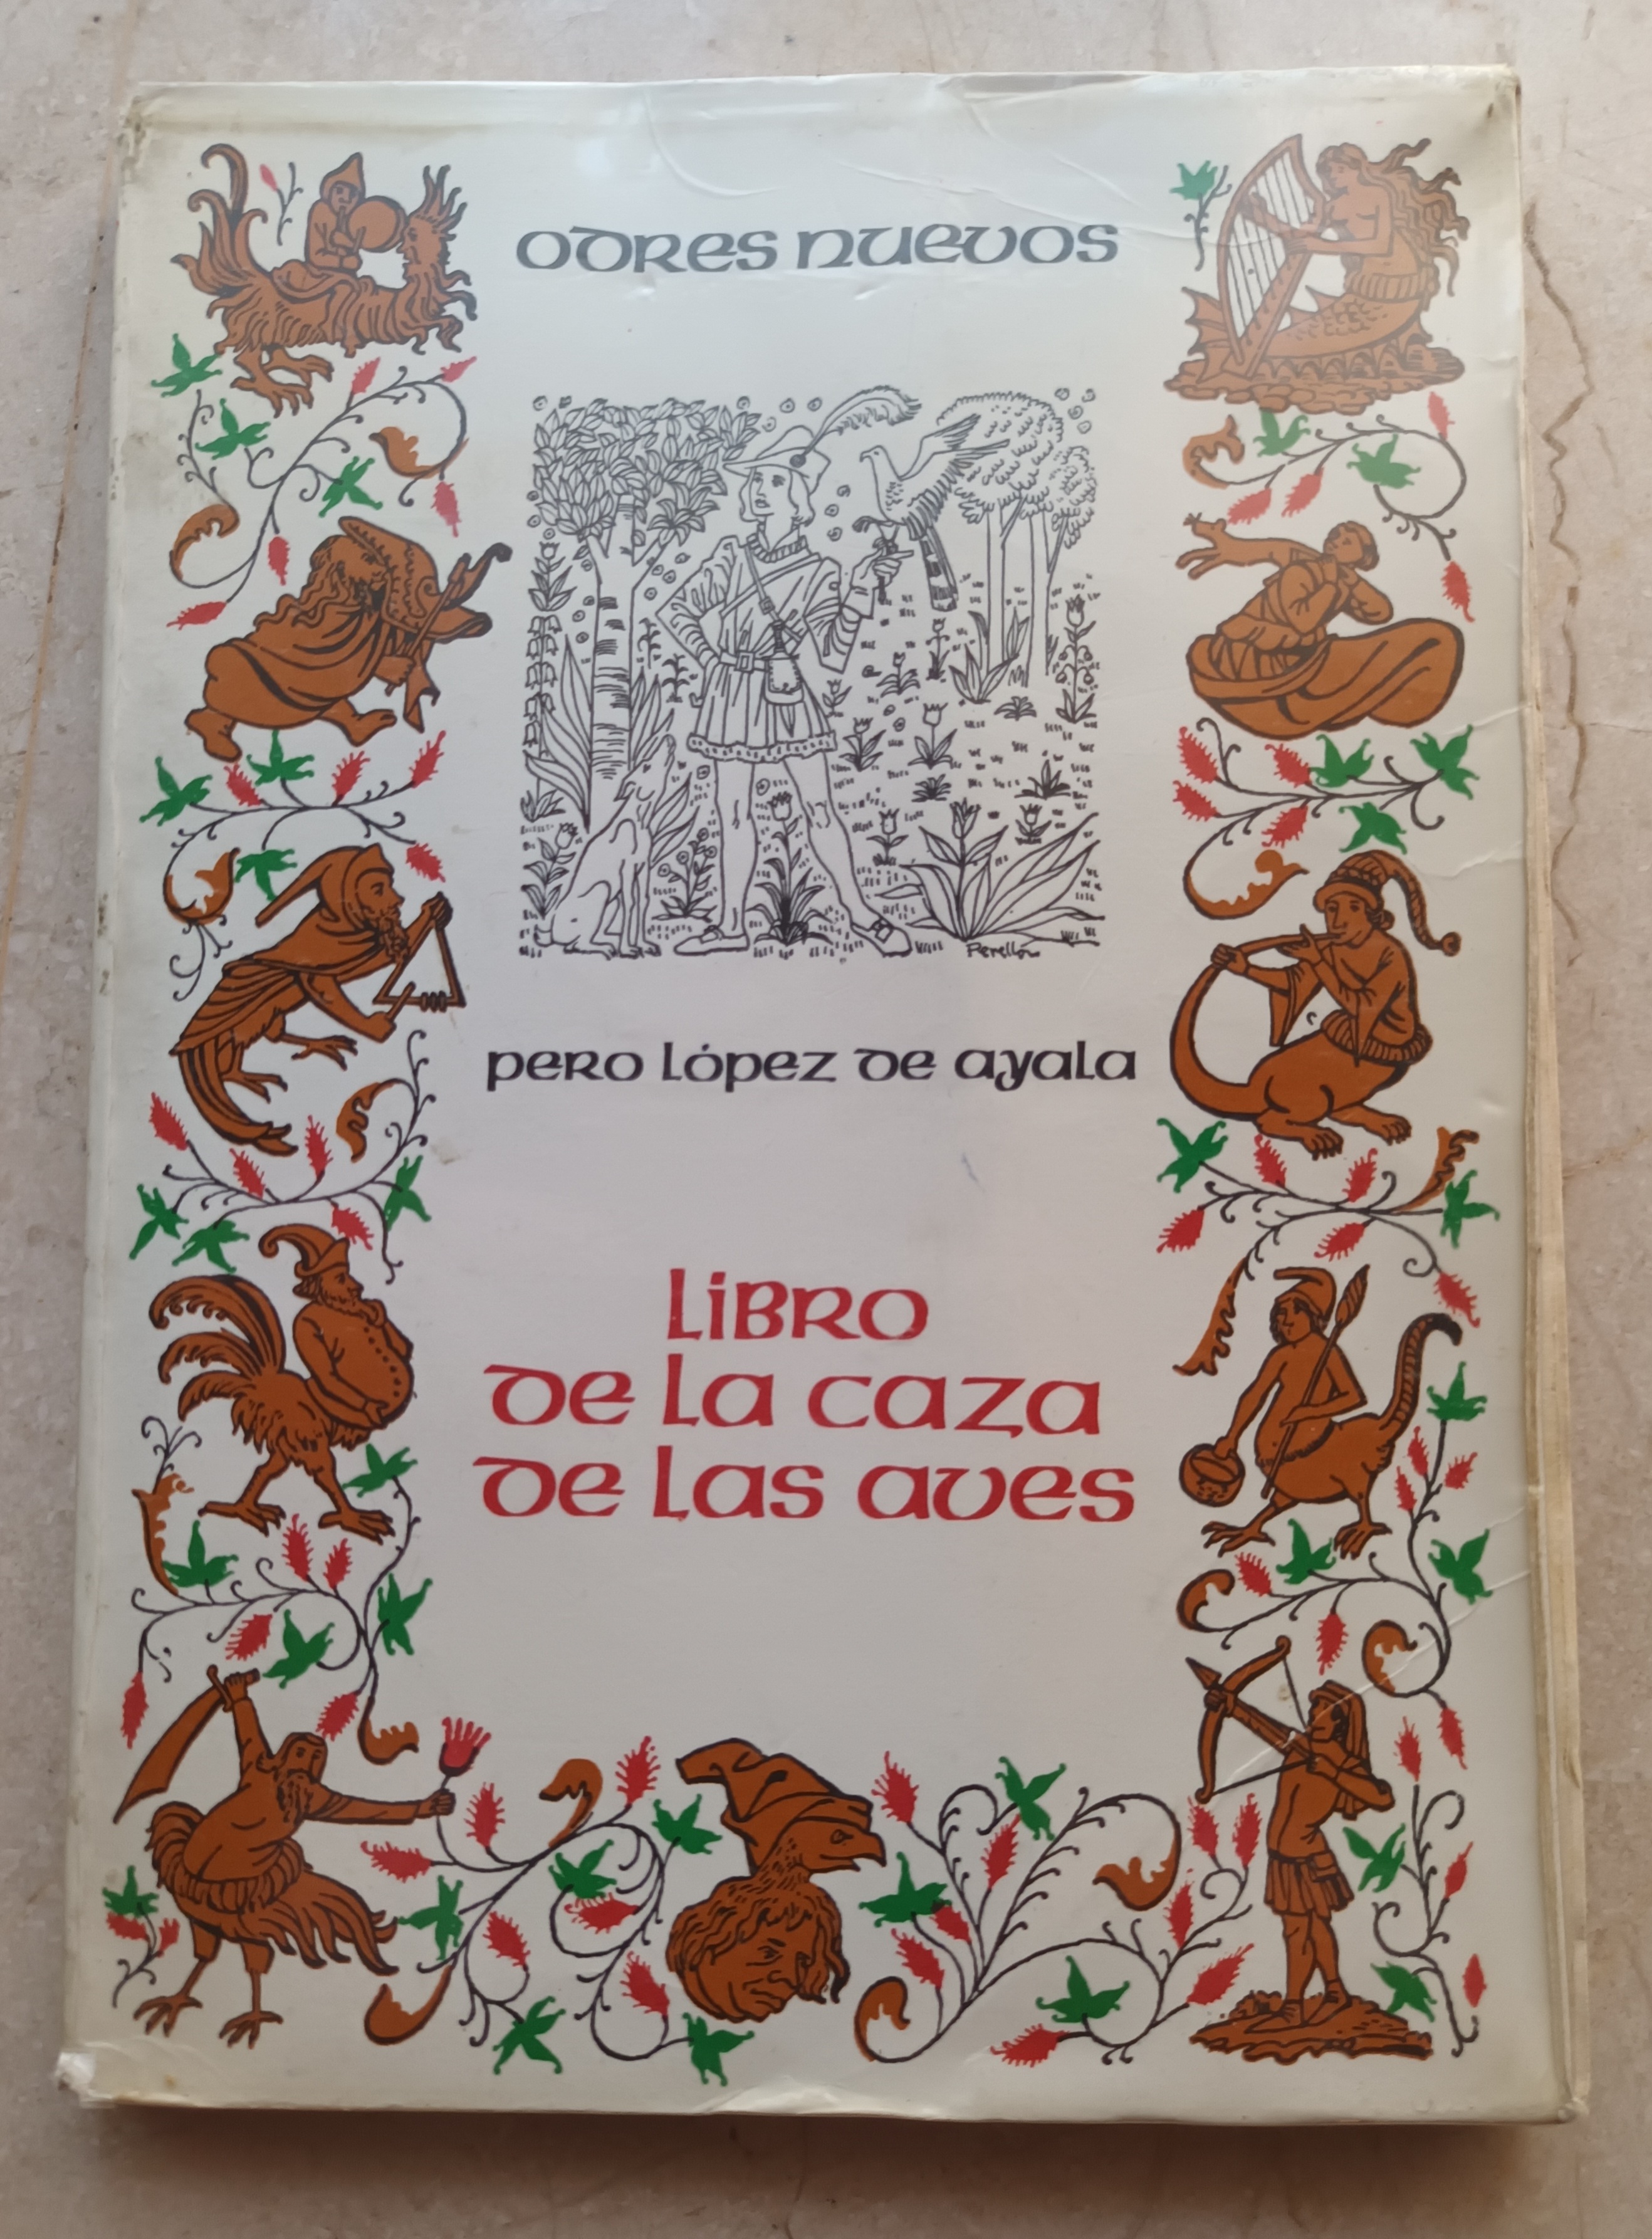 odres nuevos
Perellón
pero lópez de ayala
Libro
de la caza
de las aves